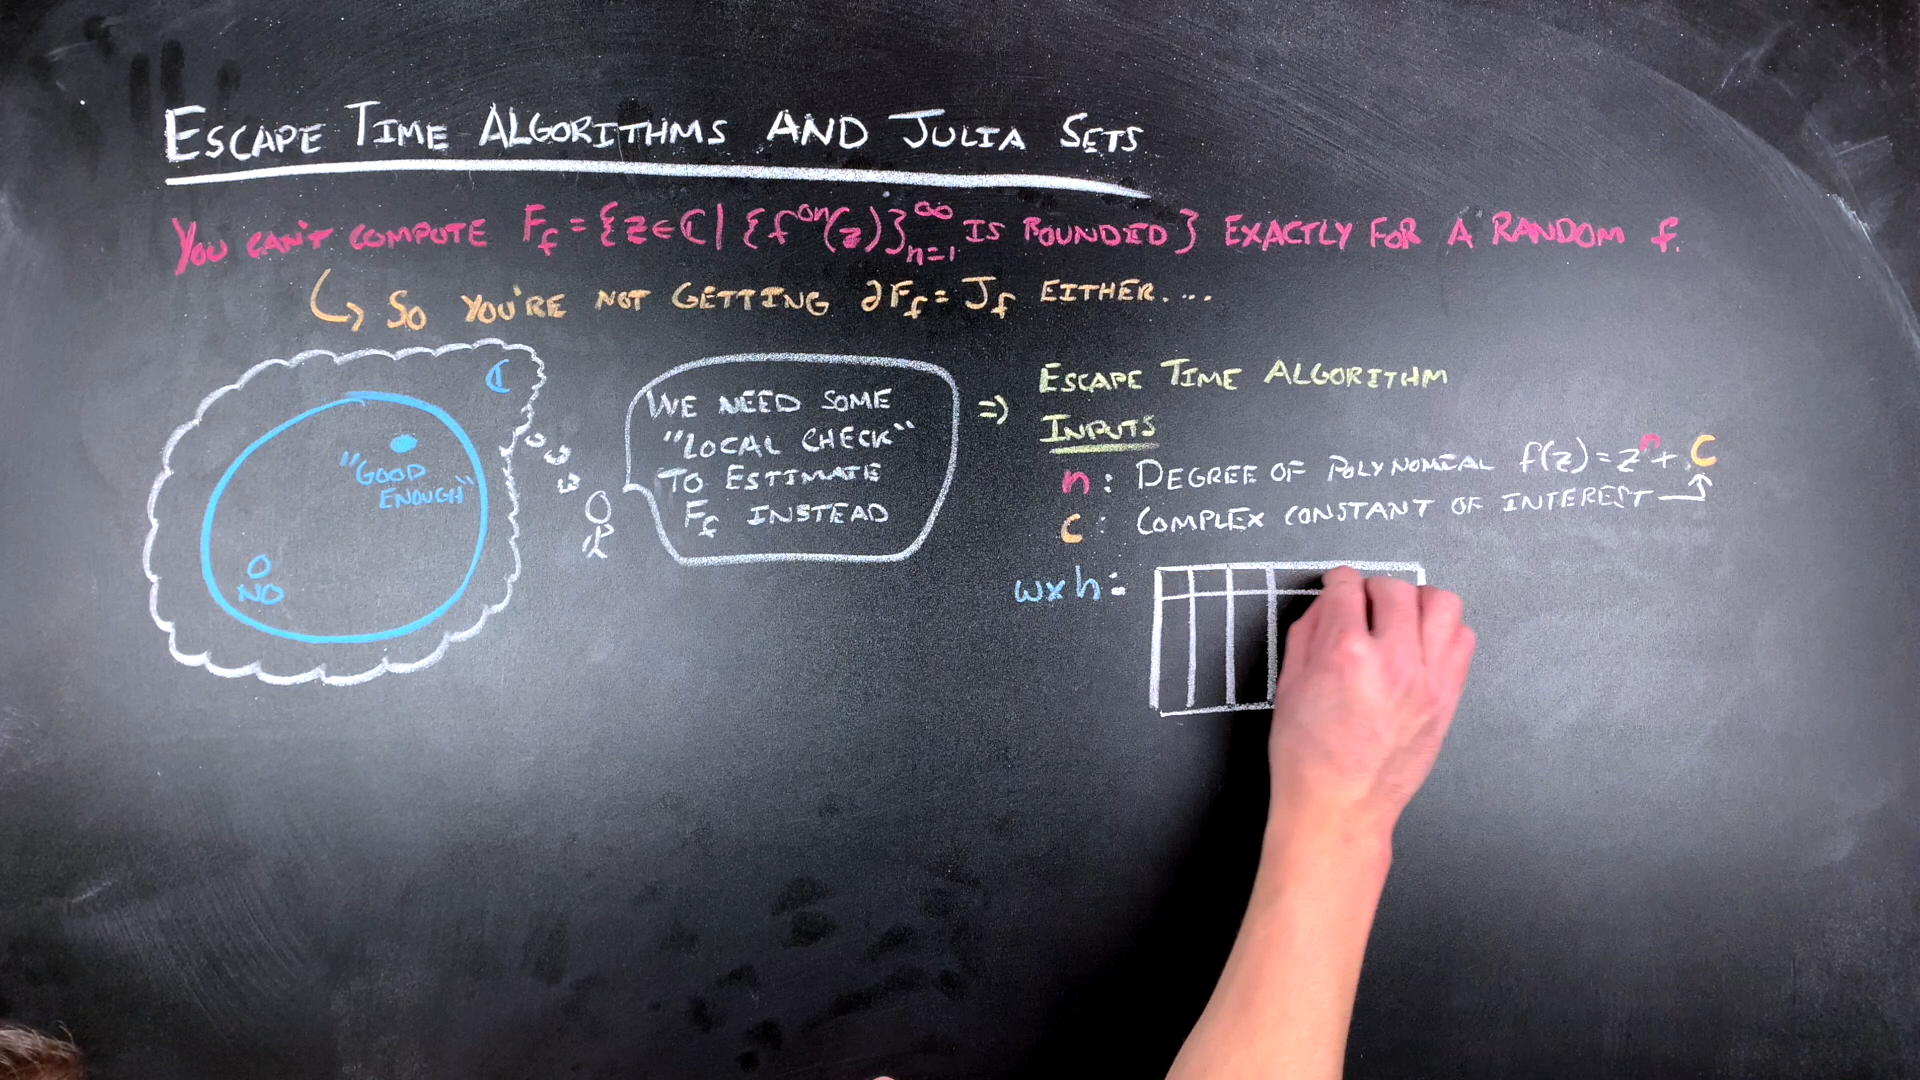 ESCAPE TIME ALGORITHMS AND JULIA SETS
YOU CAN'T COMPUTE F_f = {z ∈ ℂ | {f^{on}(z)}_{n=1}^∞ IS BOUNDED} EXACTLY FOR A RANDOM f.
↪ SO YOU'RE NOT GETTING ∂F_f = J_f EITHER....
ℂ
"GOOD
ENOUGH"
NO
WE NEED SOME
"LOCAL CHECK"
TO ESTIMATE
F_f INSTEAD
⇒
ESCAPE TIME ALGORITHM
INPUTS
n: DEGREE OF POLYNOMIAL f(z) = z^n + C
C: COMPLEX CONSTANT OF INTEREST
w×h: